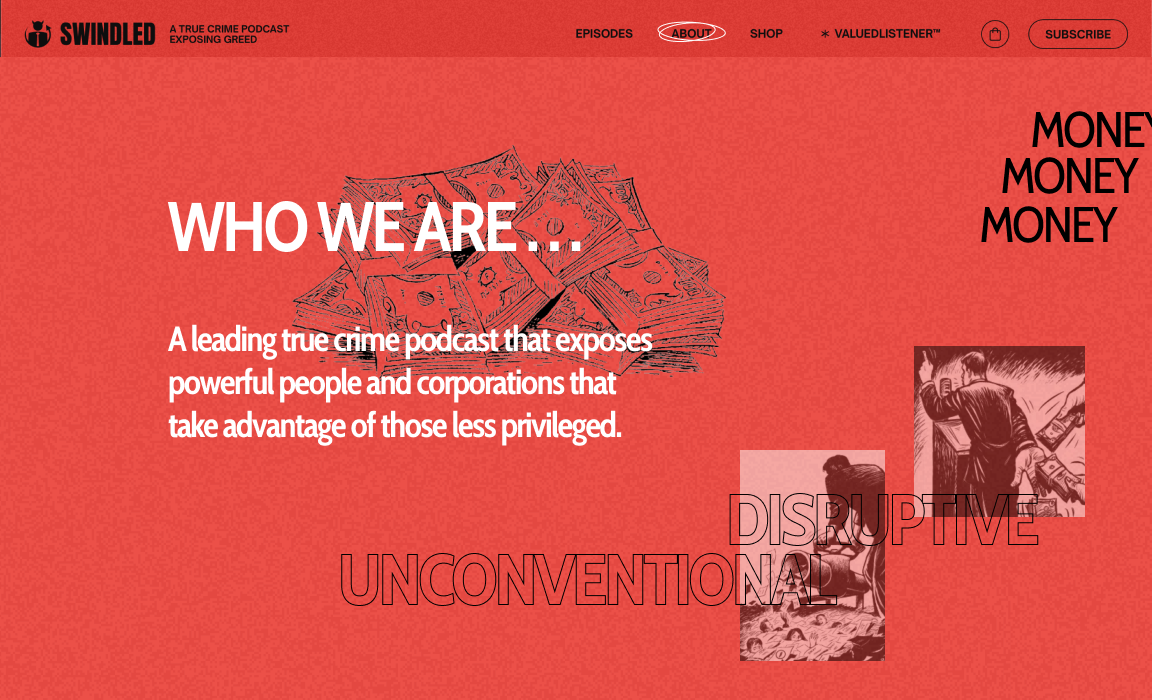 SWINDLED
A TRUE CRIME PODCAST
EXPOSING GREED
EPISODES
ABOUT
SHOP
VALUEDLISTENER™
SUBSCRIBE
MONEY
MONEY
MONEY
WHO WE ARE . . .
A leading true crime podcast that exposes
powerful people and corporations that
take advantage of those less privileged.
DISRUPTIVE
UNCONVENTIONAL